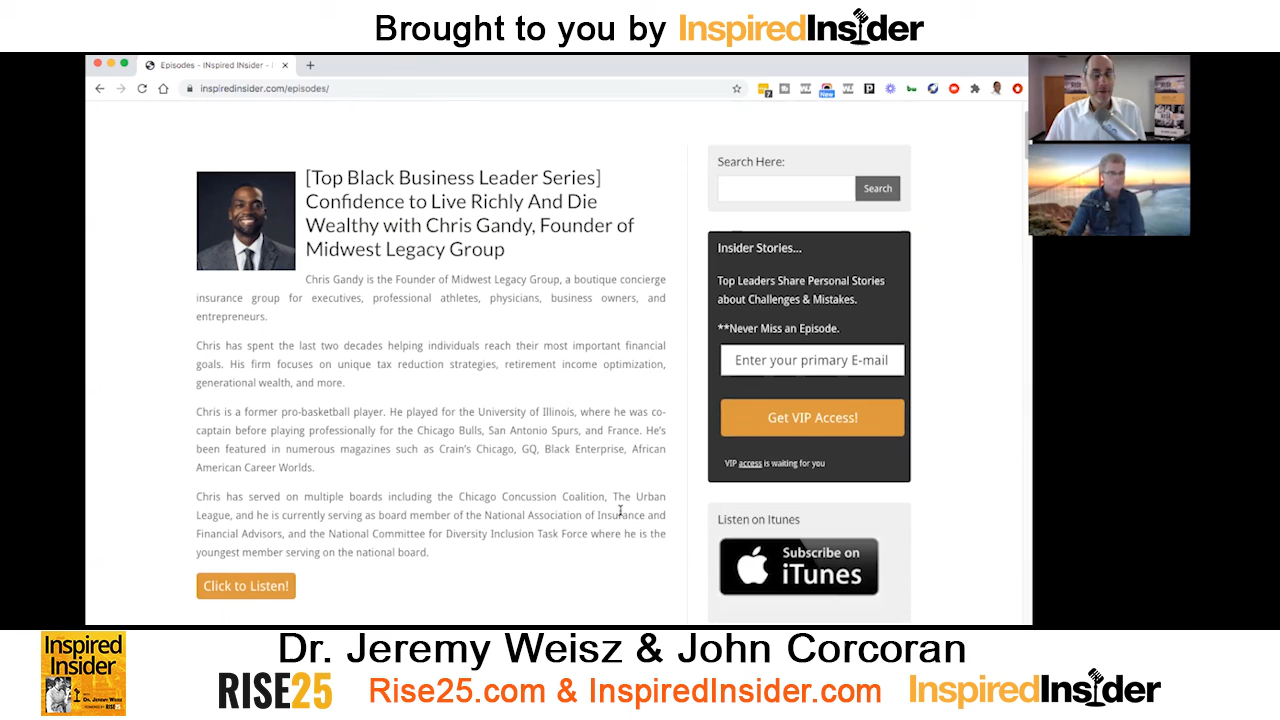 Brought to you by InspiredInsider
Episodes - INspired INsider -
inspiredinsider.com/episodes/
New
[Top Black Business Leader Series]
Confidence to Live Richly And Die
Wealthy with Chris Gandy, Founder of
Midwest Legacy Group
Chris Gandy is the Founder of Midwest Legacy Group, a boutique concierge
insurance group for executives, professional athletes, physicians, business owners, and
entrepreneurs.
Chris has spent the last two decades helping individuals reach their most important financial
goals. His firm focuses on unique tax reduction strategies, retirement income optimization,
generational wealth, and more.
Chris is a former pro-basketball player. He played for the University of Illinois, where he was co-
captain before playing professionally for the Chicago Bulls, San Antonio Spurs, and France. He's
been featured in numerous magazines such as Crain's Chicago, GQ, Black Enterprise, African
American Career Worlds.
Chris has served on multiple boards including the Chicago Concussion Coalition, The Urban
League, and he is currently serving as board member of the National Association of Insurance and
Financial Advisors, and the National Committee for Diversity Inclusion Task Force where he is the
youngest member serving on the national board.
Click to Listen!
Search Here:
Search
Insider Stories...
Top Leaders Share Personal Stories
about Challenges & Mistakes.
**Never Miss an Episode.
Enter your primary E-mail
Get VIP Access!
VIP access is waiting for you
Listen on Itunes
Subscribe on
iTunes
Inspired
Insider
Dr. Jeremy Weisz
Dr. Jeremy Weisz & John Corcoran
RISE25
Rise25.com & InspiredInsider.com
InspiredInsider